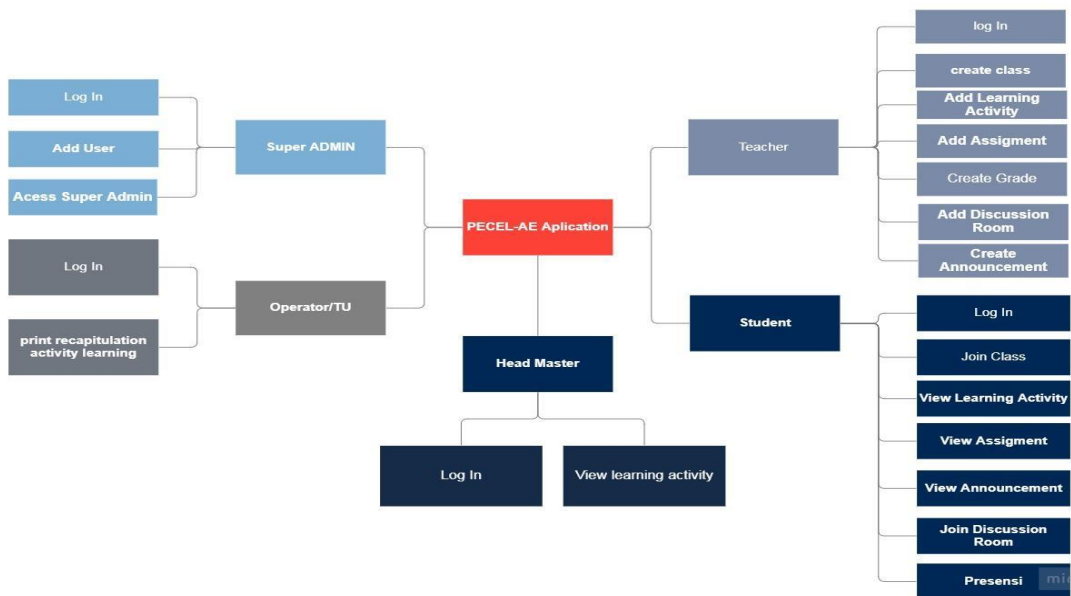 Log In
Add User
Acess Super Admin
Super ADMIN
Log In
print recapitulation
activity learning
Operator/TU
PECEL-AE Aplication
Head Master
Log In
View learning activity
Teacher
log In
create class
Add Learning
Activity
Add Assigment
Create Grade
Add Discussion
Room
Create
Announcement
Student
Log In
Join Class
View Learning Activity
View Assigment
View Announcement
Join Discussion
Room
Presensi